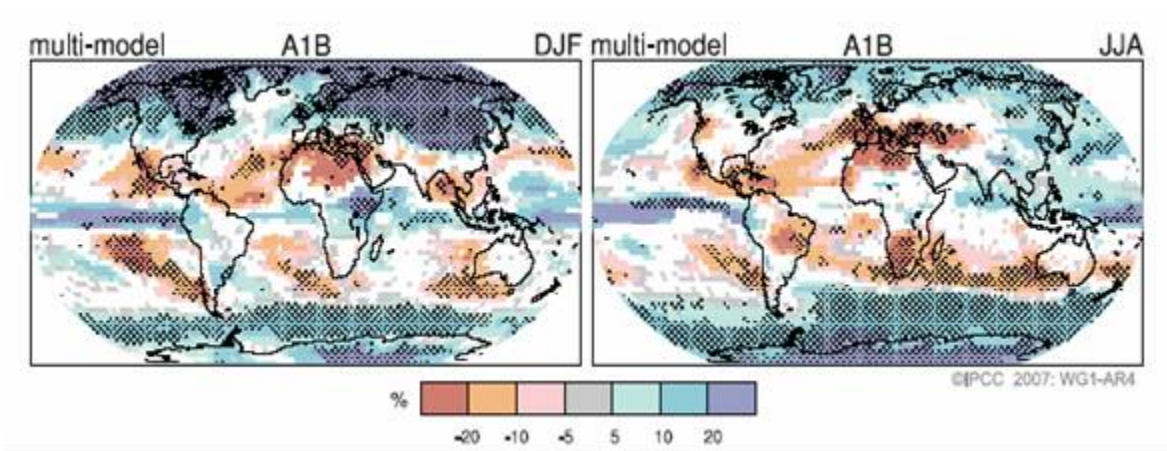 multi-model A1B DJF multi-model A1B JJA
©IPCC 2007: WG1-AR4
%
-20 -10 -5 5 10 20